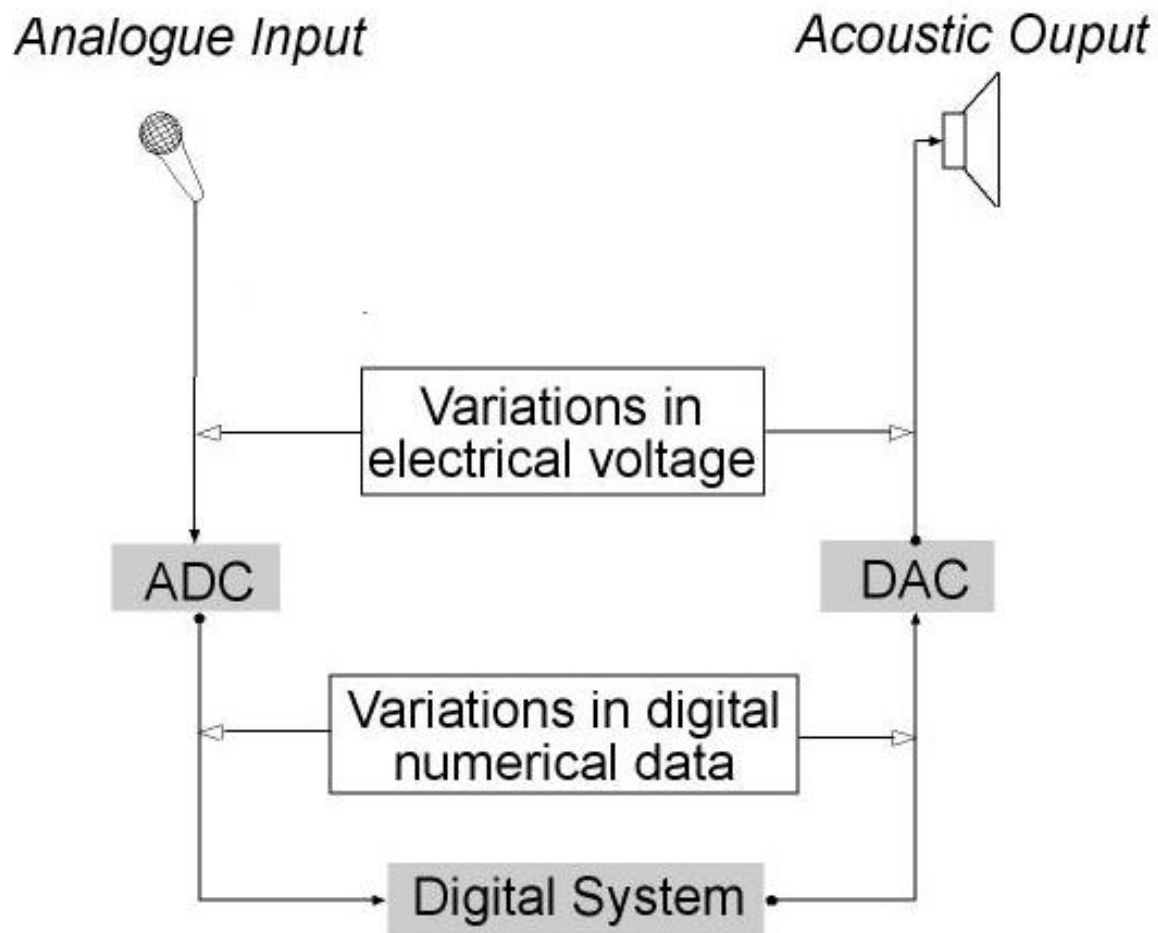 Analogue Input
Acoustic Ouput
Variations in
electrical voltage
ADC
DAC
Variations in digital
numerical data
Digital System